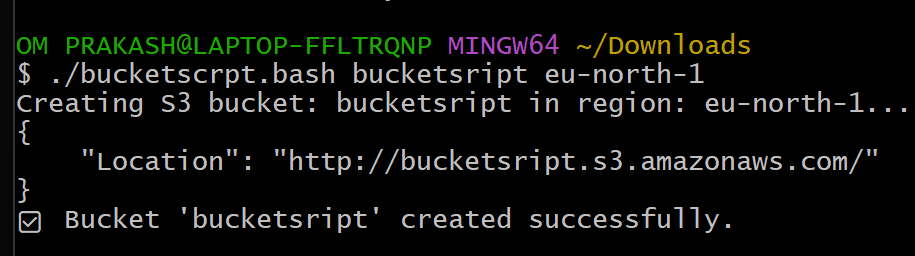 OM PRAKASH@LAPTOP-FFLTRQNP MINGW64 ~/Downloads
$ ./bucketscrpt.bash bucketsript eu-north-1
Creating S3 bucket: bucketsript in region: eu-north-1...
{
    "Location": "http://bucketsript.s3.amazonaws.com/"
}
☑ Bucket 'bucketsript' created successfully.